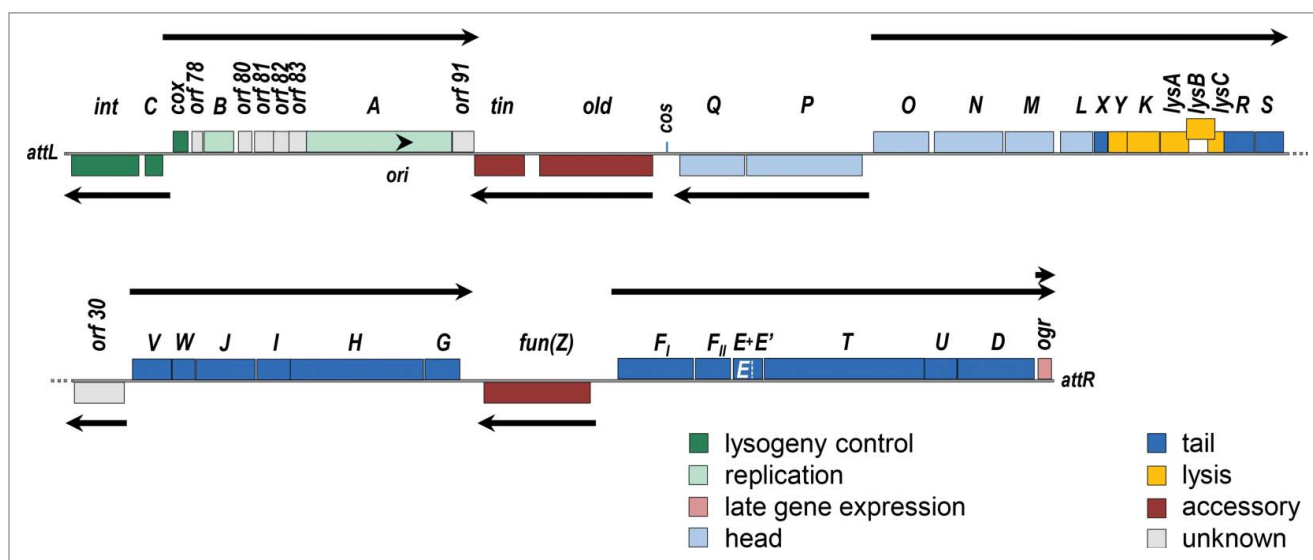 cox orf 78 orf 80 orf 81 orf 82 orf 83 orf 91
int C B A tin old cos Q P O N M L X Y K lysA lysB lysC R S
attL
ori
orf 30 V W J I H G fun(Z) F_I F_II E+E' T U D ogr
E
attR
lysogeny control
replication
late gene expression
head
tail
lysis
accessory
unknown